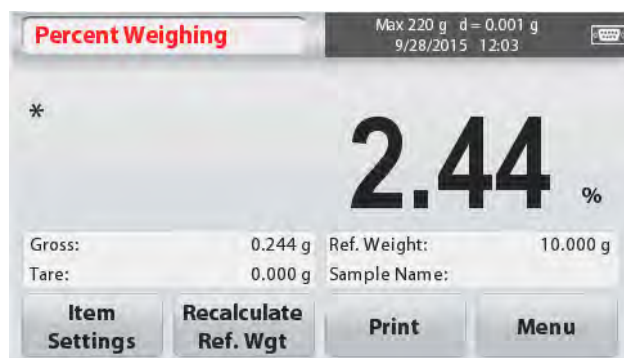 Percent Weighing
Max 220 g d = 0.001 g
9/28/2015 12:03
*
2.44 %
Gross: 0.244 g Ref. Weight: 10.000 g
Tare: 0.000 g Sample Name:
Item Settings
Recalculate Ref. Wgt
Print
Menu